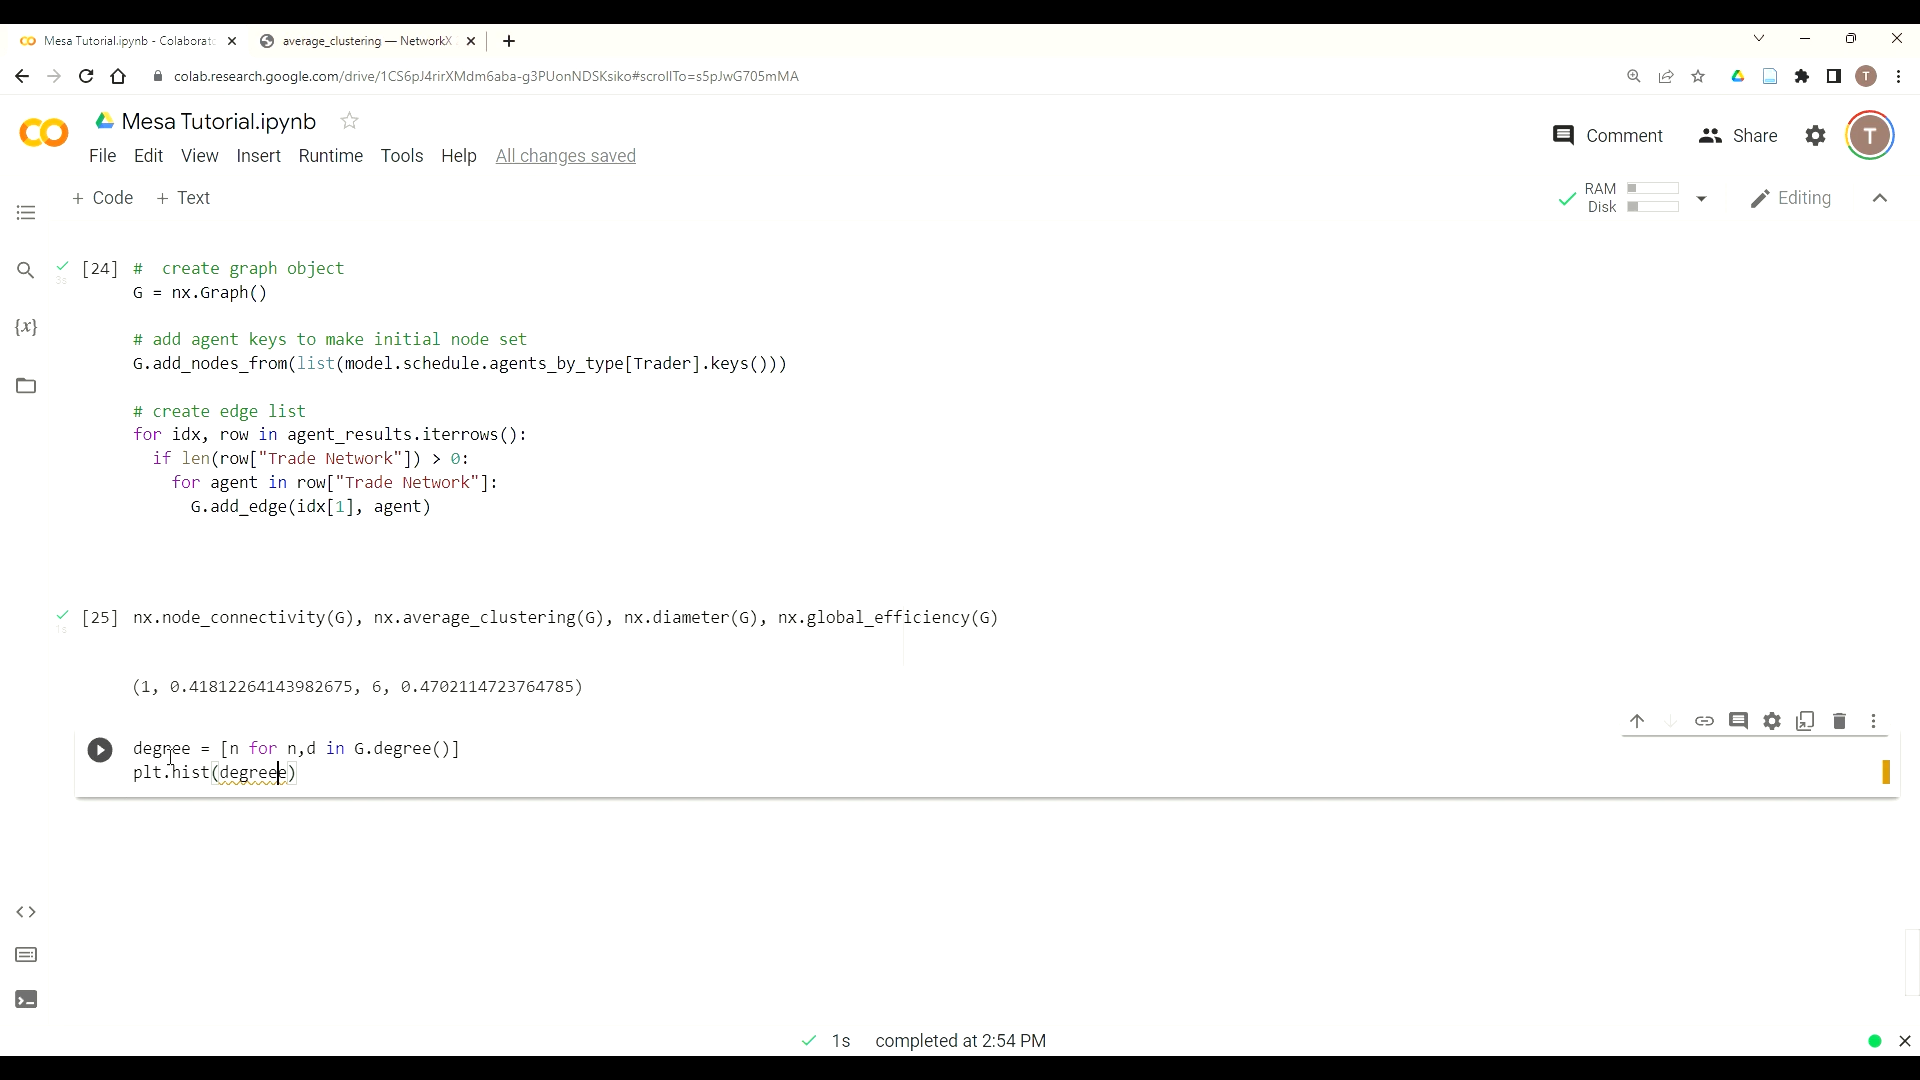 Mesa Tutorial.ipynb - Colaborat
average_clustering — NetworkX
colab.research.google.com/drive/1CS6pJ4rirXMdm6aba-g3PUonNDSKsiko#scrollTo=s5pJwG705mMA
T
Mesa Tutorial.ipynb
Comment
Share
T
File Edit View Insert Runtime Tools Help All changes saved
+ Code + Text
RAM
Disk
Editing
{x}
[24] #  create graph object
3s
G = nx.Graph()
# add agent keys to make initial node set
G.add_nodes_from(list(model.schedule.agents_by_type[Trader].keys()))
# create edge list
for idx, row in agent_results.iterrows():
if len(row["Trade Network"]) > 0:
for agent in row["Trade Network"]:
G.add_edge(idx[1], agent)
[25] nx.node_connectivity(G), nx.average_clustering(G), nx.diameter(G), nx.global_efficiency(G)
1s
(1, 0.41812264143982675, 6, 0.4702114723764785)
degree = [n for n,d in G.degree()]
plt.hist(degreee)
1s completed at 2:54 PM